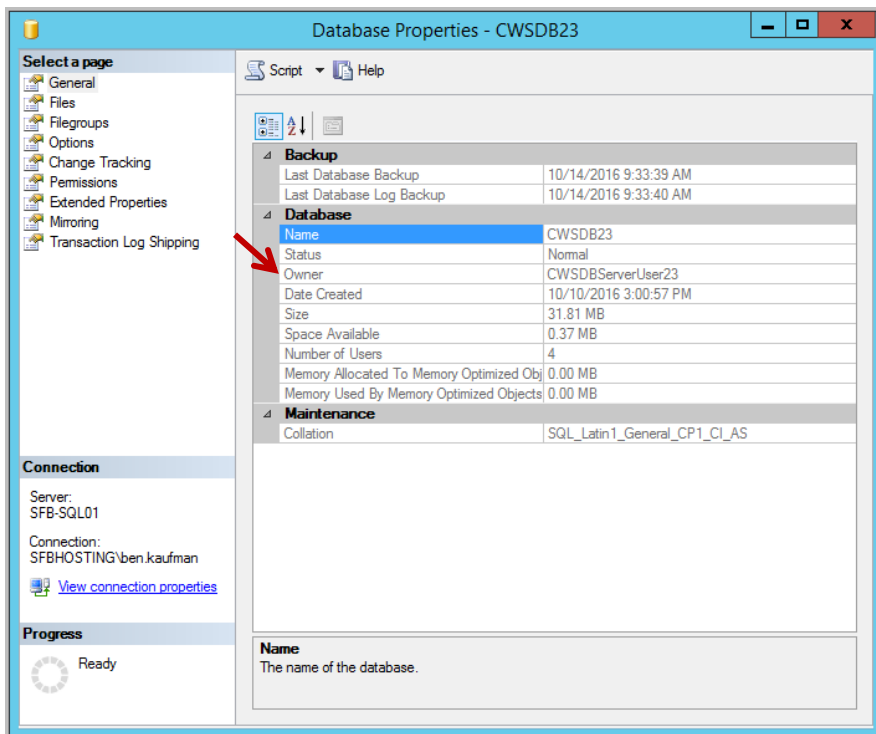 Database Properties - CWSDB23
Select a page
General
Files
Filegroups
Options
Change Tracking
Permissions
Extended Properties
Mirroring
Transaction Log Shipping
Connection
Server:
SFB-SQL01
Connection:
SFBHOSTING\ben.kaufman
View connection properties
Progress
Ready
Script Help
Backup
Last Database Backup 10/14/2016 9:33:39 AM
Last Database Log Backup 10/14/2016 9:33:40 AM
Database
Name CWSDB23
Status Normal
Owner CWSDBServerUser23
Date Created 10/10/2016 3:00:57 PM
Size 31.81 MB
Space Available 0.37 MB
Number of Users 4
Memory Allocated To Memory Optimized Obj 0.00 MB
Memory Used By Memory Optimized Objects 0.00 MB
Maintenance
Collation SQL_Latin1_General_CP1_CI_AS
Name
The name of the database.